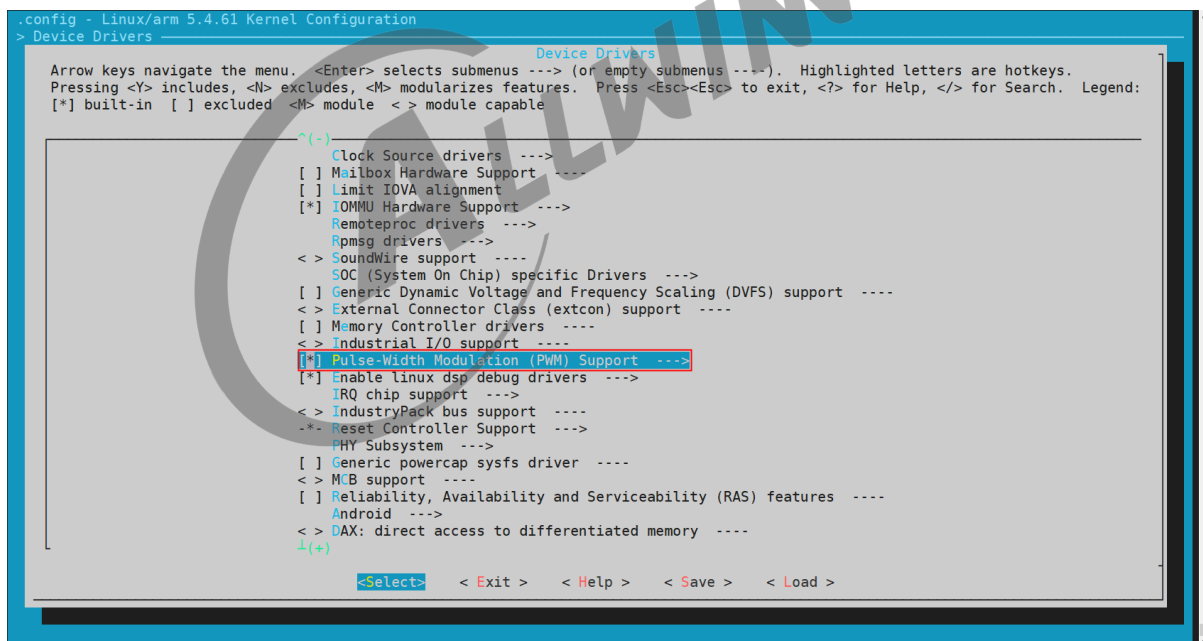 .config - Linux/arm 5.4.61 Kernel Configuration
> Device Drivers
Device Drivers
Arrow keys navigate the menu.  <Enter> selects submenus ---> (or empty submenus ----).  Highlighted letters are hotkeys.
Pressing <Y> includes, <N> excludes, <M> modularizes features.  Press <Esc><Esc> to exit, <?> for Help, </> for Search.  Legend:
[*] built-in  [ ] excluded  <M> module  < > module capable
^(-)
Clock Source drivers  --->
[ ] Mailbox Hardware Support  ----
[ ] Limit IOVA alignment
[*] IOMMU Hardware Support  --->
Remoteproc drivers  --->
Rpmsg drivers  --->
< > SoundWire support  ----
SOC (System On Chip) specific Drivers  --->
[ ] Generic Dynamic Voltage and Frequency Scaling (DVFS) support  ----
< > External Connector Class (extcon) support  ----
[ ] Memory Controller drivers  ----
< > Industrial I/O support  ----
[*] Pulse-Width Modulation (PWM) Support  --->
[*] Enable linux dsp debug drivers  --->
IRQ chip support  --->
< > IndustryPack bus support  ----
-*- Reset Controller Support  --->
PHY Subsystem  --->
[ ] Generic powercap sysfs driver  ----
< > MCB support  ----
[ ] Reliability, Availability and Serviceability (RAS) features  ----
Android  --->
< > DAX: direct access to differentiated memory  ----
┴(+)
<Select>    < Exit >    < Help >    < Save >    < Load >
ALLWIN